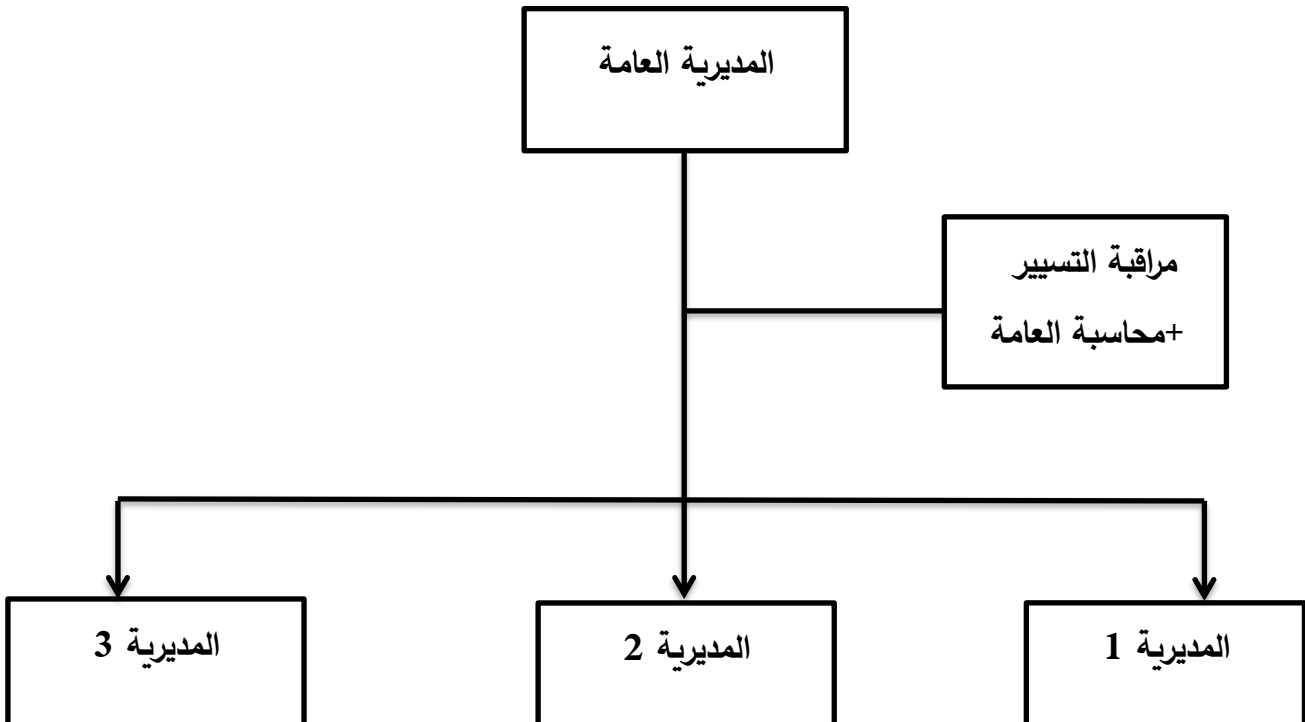 المديرية العامة
مراقبة التسيير
+محاسبة العامة
المديرية 1
المديرية 2
المديرية 3